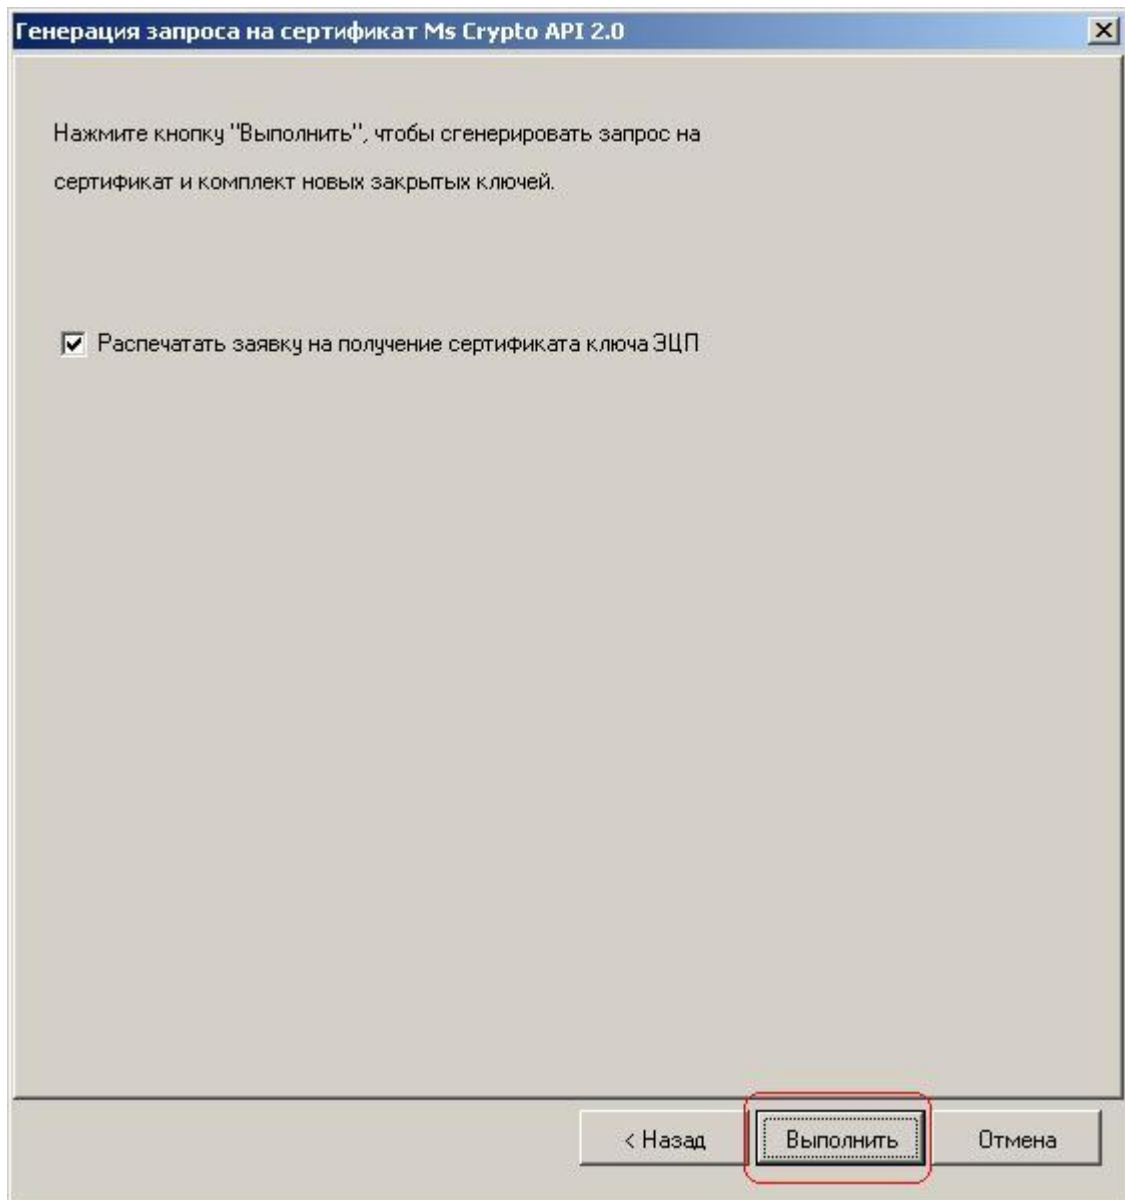 Генерация запроса на сертификат Ms Crypto API 2.0
Нажмите кнопку "Выполнить", чтобы сгенерировать запрос на
сертификат и комплект новых закрытых ключей.
Распечатать заявку на получение сертификата ключа ЭЦП
< Назад
Выполнить
Отмена